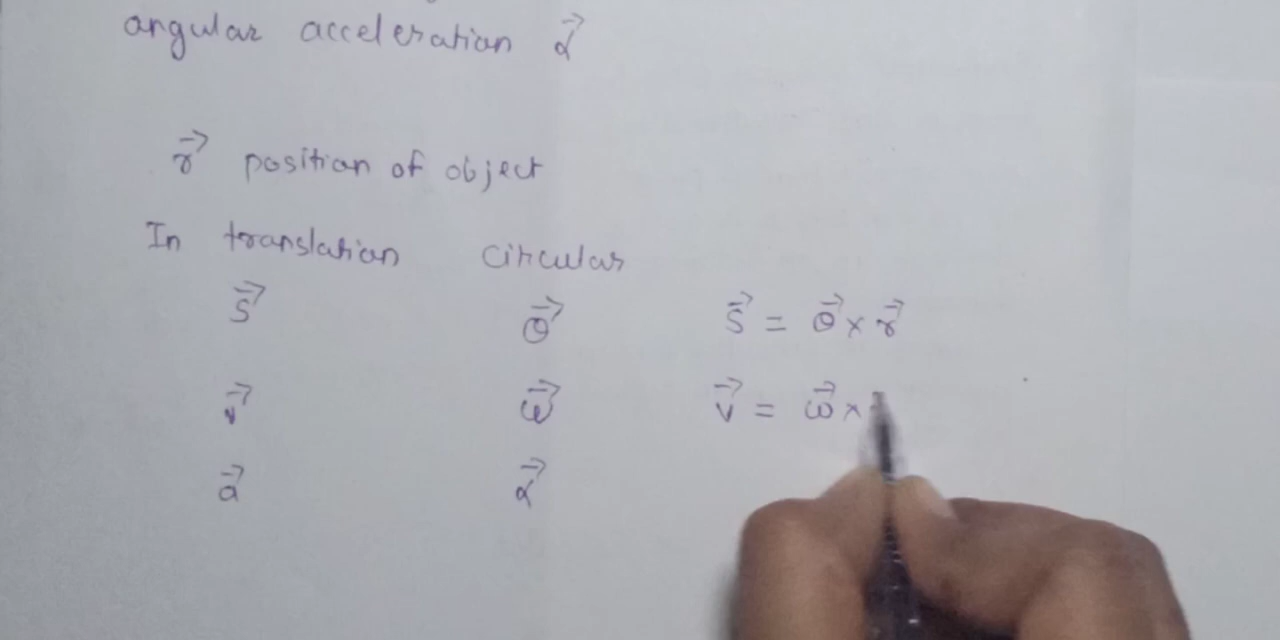 angular acceleration α⃗
r⃗ position of object
In translation circular
s⃗ θ⃗ s⃗ = θ⃗ × r⃗
v⃗ ω⃗ v⃗ = ω⃗ ×
a⃗ α⃗